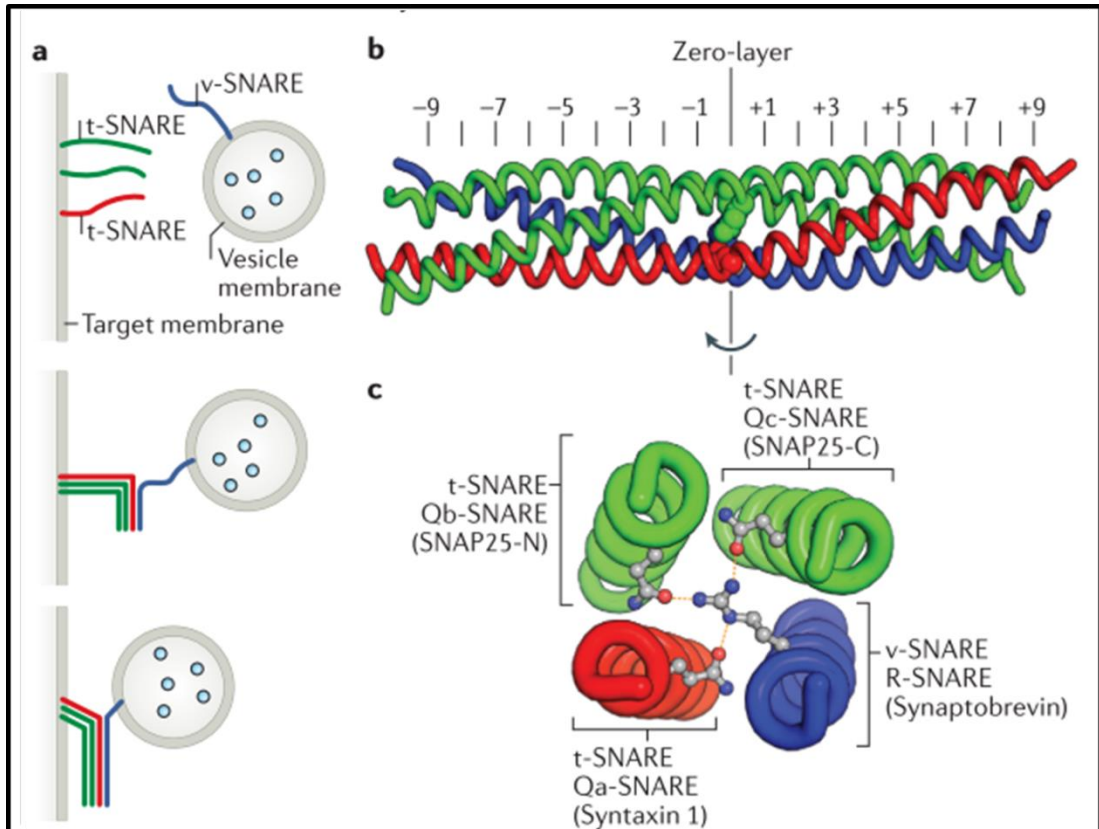 a
v-SNARE
t-SNARE
t-SNARE
Vesicle
membrane
Target membrane
b
Zero-layer
−9 −7 −5 −3 −1 +1 +3 +5 +7 +9
c
t-SNARE
Qc-SNARE
(SNAP25-C)
t-SNARE
Qb-SNARE
(SNAP25-N)
v-SNARE
R-SNARE
(Synaptobrevin)
t-SNARE
Qa-SNARE
(Syntaxin 1)